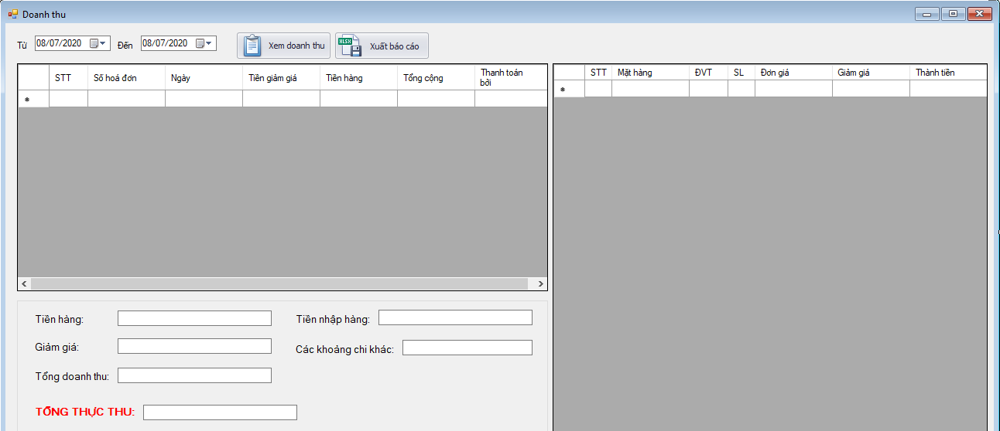 Doanh thu
Từ 08/07/2020 Đến 08/07/2020 Xem doanh thu XLSX Xuất báo cáo
STT Số hoá đơn Ngày Tiền giảm giá Tiền hàng Tổng cộng Thanh toán bởi
STT Mặt hàng ĐVT SL Đơn giá Giảm giá Thành tiền
Tiền hàng: Tiền nhập hàng:
Giảm giá: Các khoảng chi khác:
Tổng doanh thu:
TỔNG THỰC THU: